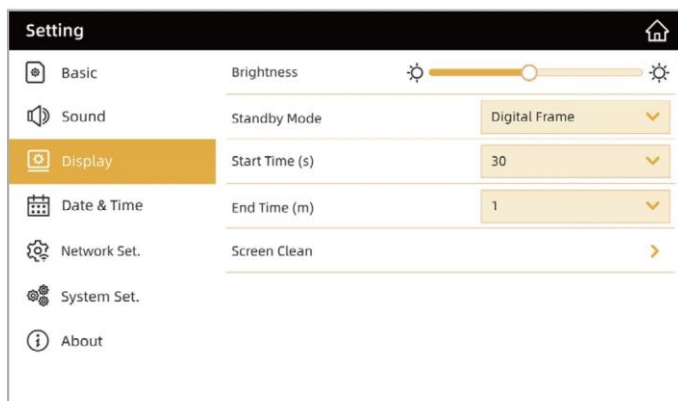 Setting
Basic
Brightness
Sound
Standby Mode
Digital Frame
Display
Start Time (s)
30
Date & Time
End Time (m)
1
Network Set.
Screen Clean
System Set.
About